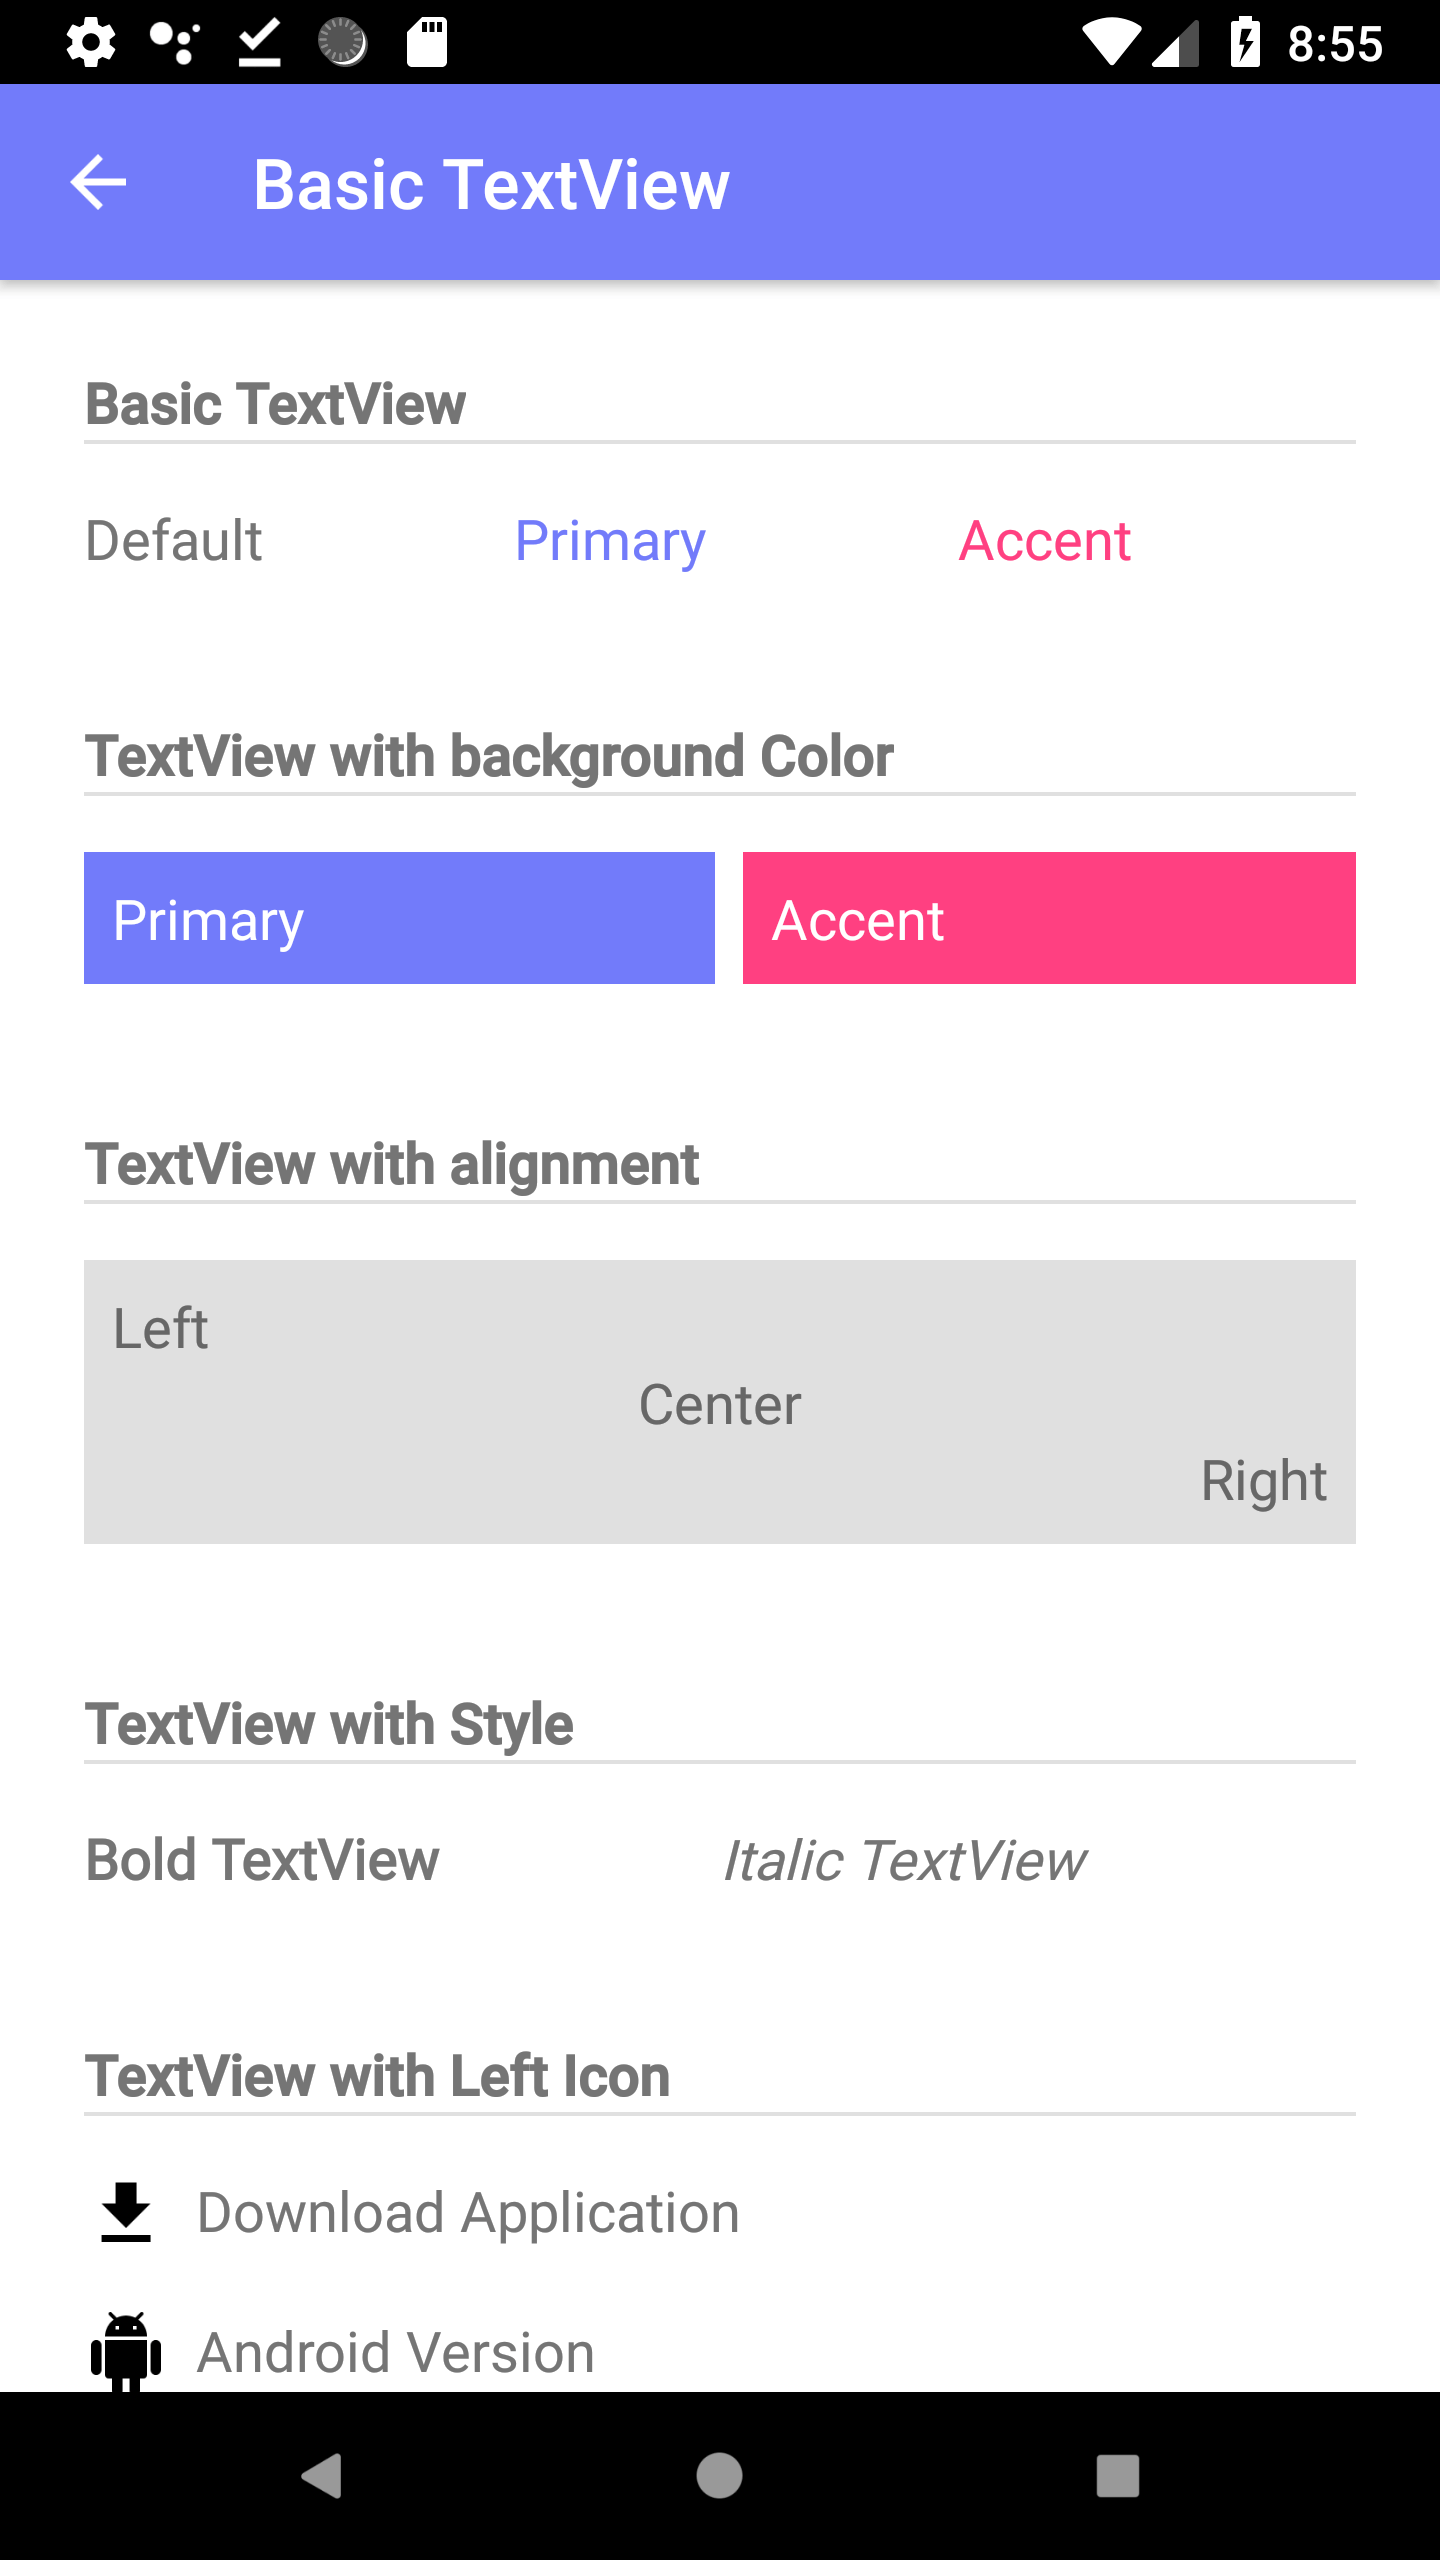 8:55
Basic TextView
Basic TextView
Default Primary Accent
TextView with background Color
Primary Accent
TextView with alignment
Left
Center
Right
TextView with Style
Bold TextView Italic TextView
TextView with Left Icon
Download Application
Android Version